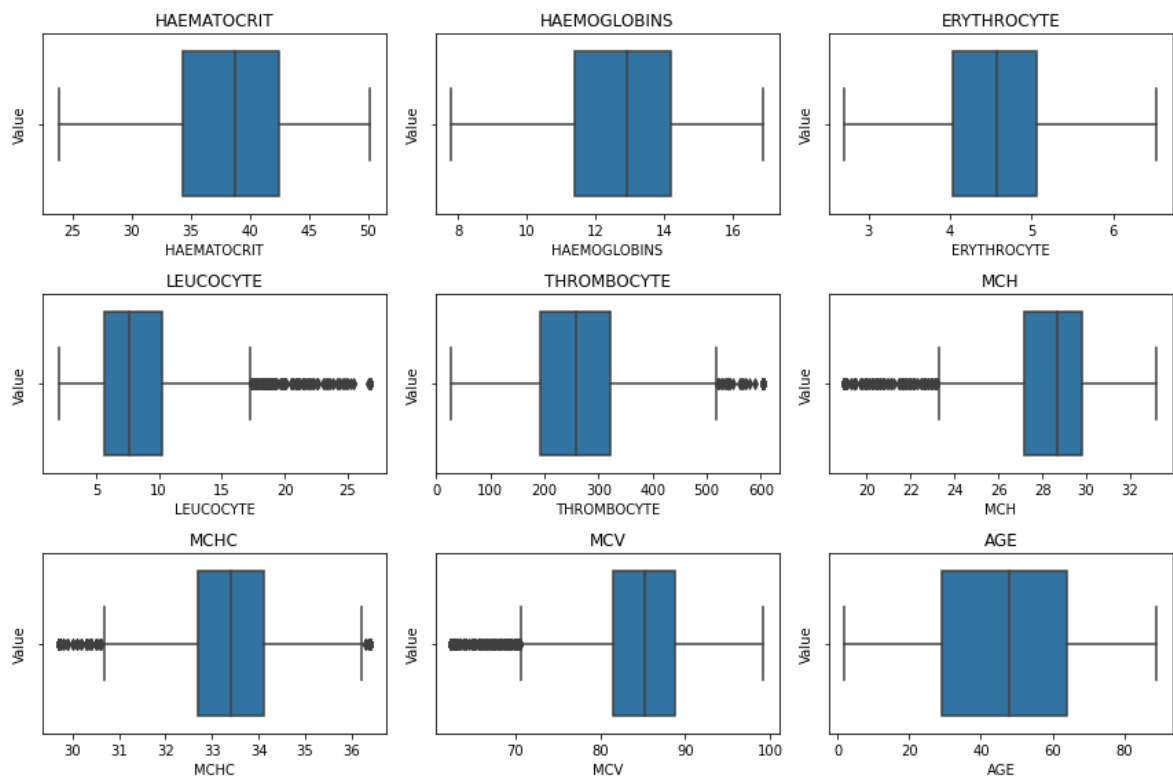 HAEMATOCRIT
Value
25 30 35 40 45 50
HAEMATOCRIT
HAEMOGLOBINS
Value
8 10 12 14 16
HAEMOGLOBINS
ERYTHROCYTE
Value
3 4 5 6
ERYTHROCYTE
LEUCOCYTE
Value
5 10 15 20 25
LEUCOCYTE
THROMBOCYTE
Value
0 100 200 300 400 500 600
THROMBOCYTE
MCH
Value
20 22 24 26 28 30 32
MCH
MCHC
Value
30 31 32 33 34 35 36
MCHC
MCV
Value
70 80 90 100
MCV
AGE
Value
0 20 40 60 80
AGE